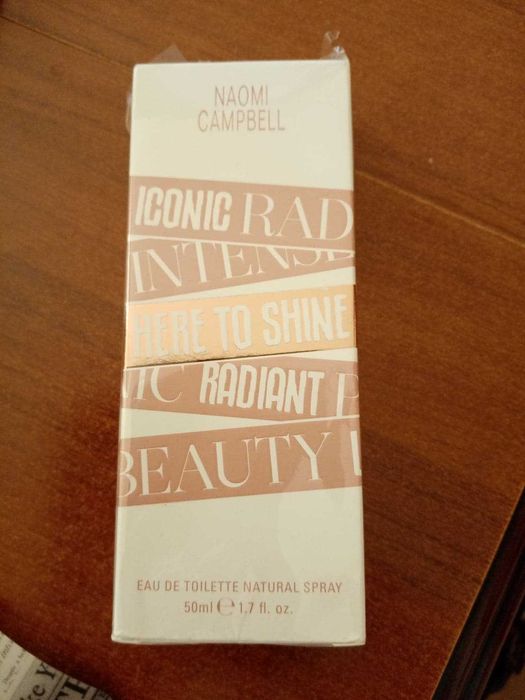 NAOMI
CAMPBELL
ICONIC RAD
INTENSE
HERE TO SHINE
IC RADIANT
BEAUTY
EAU DE TOILETTE NATURAL SPRAY
50ml e 1.7 fl. oz.